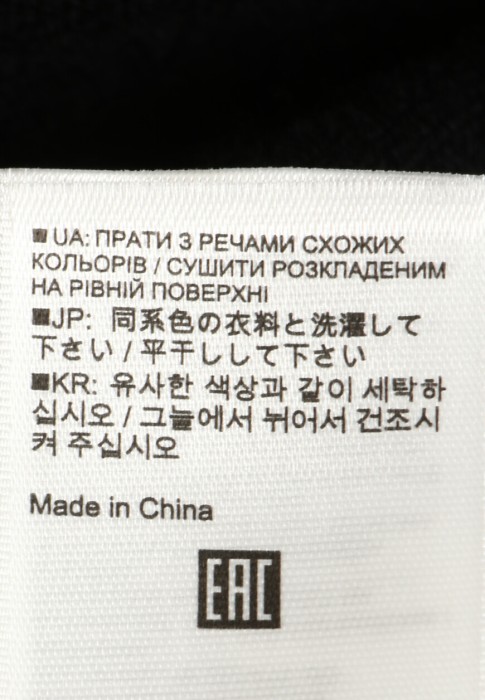 ■ UA: ПРАТИ З РЕЧАМИ СХОЖИХ
КОЛЬОРІВ / СУШИТИ РОЗКЛАДЕНИМ
НА РІВНІЙ ПОВЕРХНІ
■JP: 同系色の衣料と洗濯して
下さい / 平干しして下さい
■KR: 유사한 색상과 같이 세탁하
십시오 / 그늘에서 뉘어서 건조시
켜 주십시오
Made in China
EAC